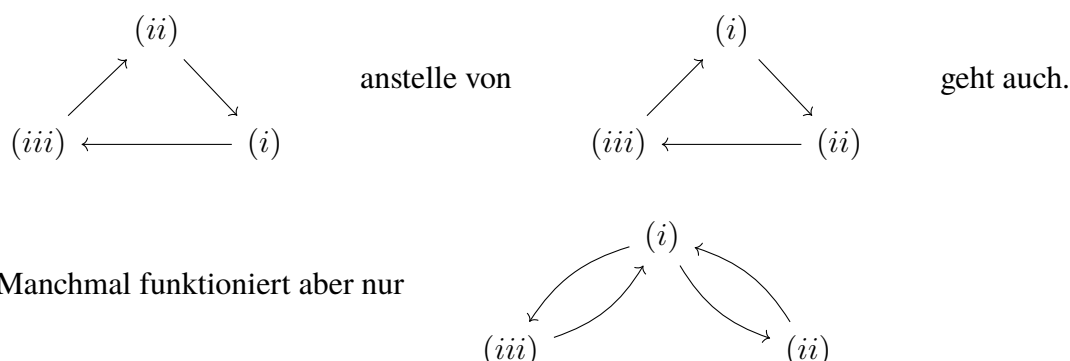 (ii) (i)
anstelle von geht auch.
(iii) (i) (iii) (ii)
(i)
Manchmal funktioniert aber nur
(iii) (ii)